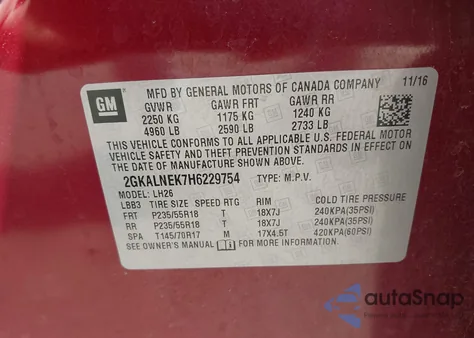 GM
MFD BY GENERAL MOTORS OF CANADA COMPANY 11/16
GVWR GAWR FRT GAWR RR
2250 KG 1175 KG 1240 KG
4960 LB 2590 LB 2733 LB
THIS VEHICLE CONFORMS TO ALL APPLICABLE U.S. FEDERAL MOTOR
VEHICLE SAFETY AND THEFT PREVENTION STANDARDS IN EFFECT ON
THE DATE OF MANUFACTURE SHOWN ABOVE.
2GKALNEK7H6229754 TYPE: M.P.V.
MODEL: LH26
LBB3 TIRE SIZE SPEED RTG RIM COLD TIRE PRESSURE
FRT P235/55R18 T 18X7J 240KPA(35PSI)
RR P235/55R18 T 18X7J 240KPA(35PSI)
SPA T145/70R17 M 17X4.5T 420KPA(60PSI)
SEE OWNER'S MANUAL FOR MORE INFORMATION.
autoSnap